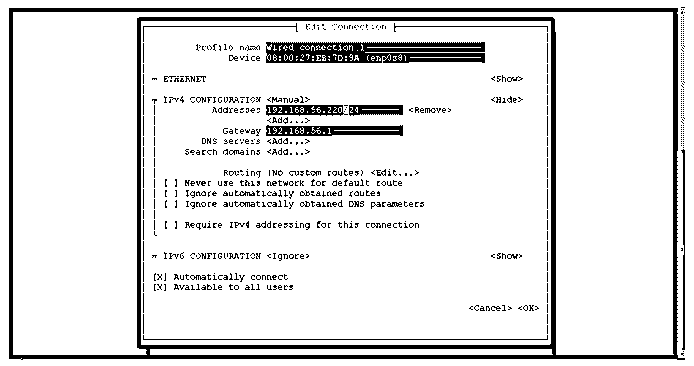 Edit Connection
Profile name Wired connection 1
Device 08:00:27:EB:7D:9A (enp0s8)
= ETHERNET <Show>
IPv4 CONFIGURATION <Manual> <Hide>
Addresses 192.168.56.220/24 <Remove>
<Add...>
Gateway 192.168.56.1
DNS servers <Add...>
Search domains <Add...>
Routing (No custom routes) <Edit...>
[ ] Never use this network for default route
[ ] Ignore automatically obtained routes
[ ] Ignore automatically obtained DNS parameters
[ ] Require IPv4 addressing for this connection
= IPv6 CONFIGURATION <Ignore> <Show>
[X] Automatically connect
[X] Available to all users
<Cancel> <OK>